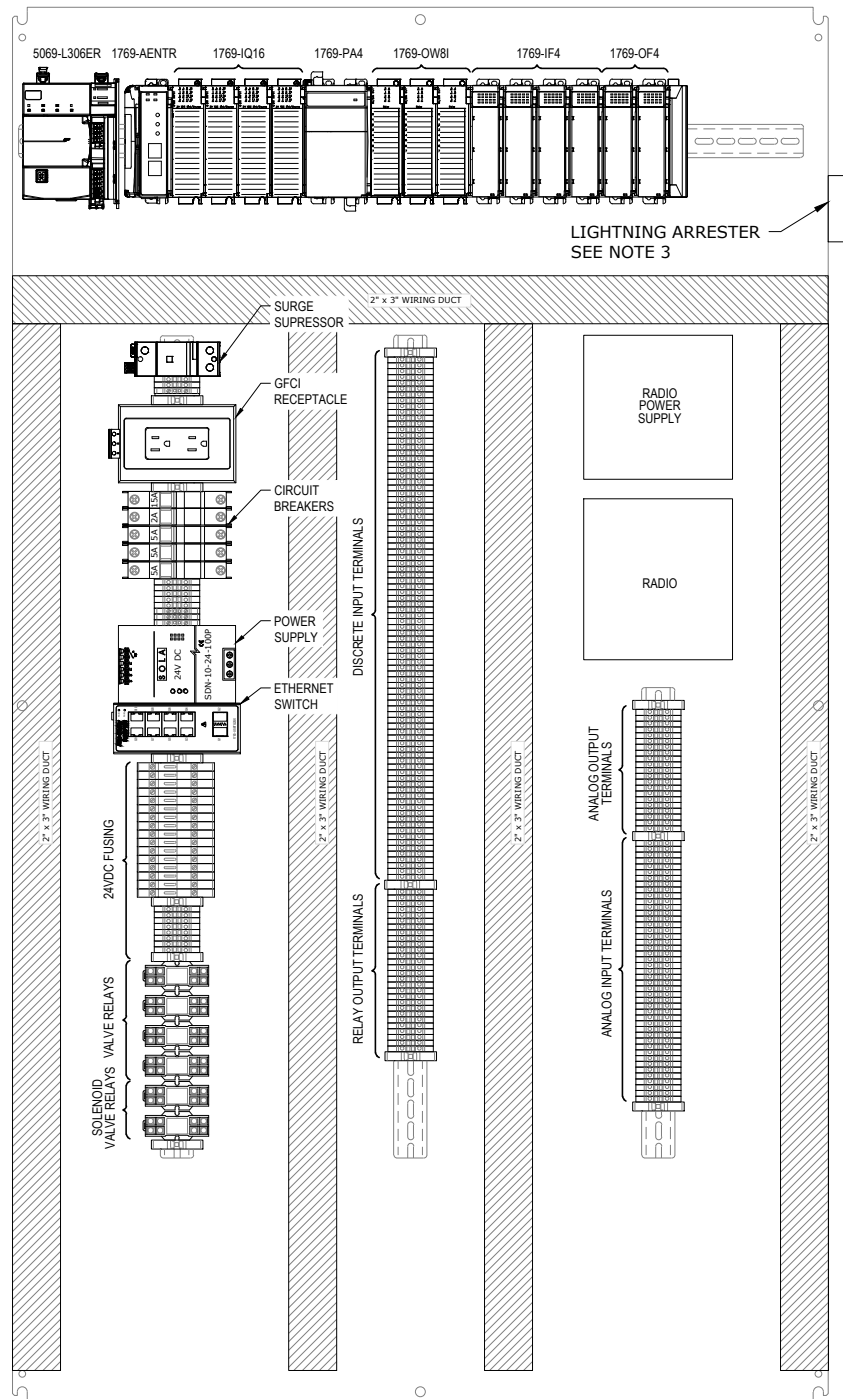 5069-L306ER 1769-AENTR 1769-IQ16 1769-PA4 1769-OW8I 1769-IF4 1769-OF4
LIGHTNING ARRESTER
SEE NOTE 3
2" x 3" WIRING DUCT
SURGE
SUPRESSOR
GFCI
RECEPTACLE
CIRCUIT
BREAKERS
15A
2A
5A
5A
5A
POWER
SUPPLY
SOLA
24V DC
SDN-10-24-100P
ETHERNET
SWITCH
24VDC FUSING
VALVE RELAYS
SOLENOID
VALVE RELAYS
DISCRETE INPUT TERMINALS
RELAY OUTPUT TERMINALS
RADIO
POWER
SUPPLY
RADIO
ANALOG OUTPUT
TERMINALS
ANALOG INPUT TERMINALS
2" x 3" WIRING DUCT
2" x 3" WIRING DUCT
2" x 3" WIRING DUCT
2" x 3" WIRING DUCT